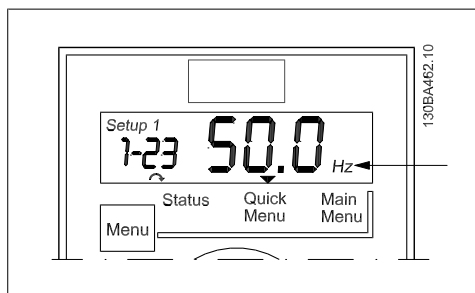 130BA462.10
Setup 1
1-23 50.0 Hz
Status Quick Menu Main Menu
Menu